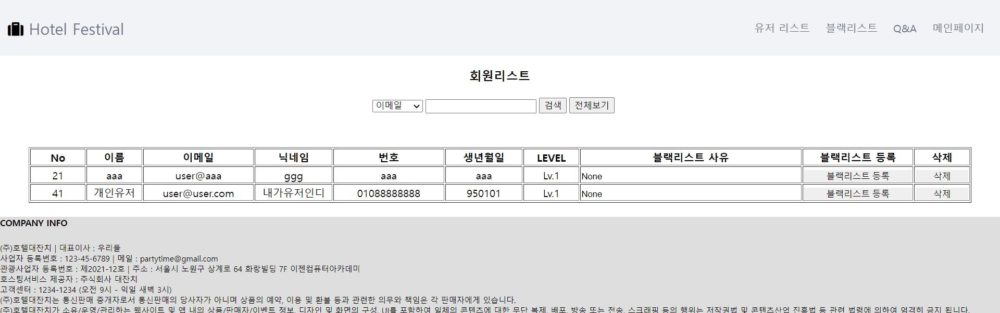 Hotel Festival 유저 리스트 블랙리스트 Q&A 메인페이지
회원리스트
이메일 검색 전체보기
No 이름 이메일 닉네임 번호 생년월일 LEVEL 블랙리스트 사유 블랙리스트 등록 삭제
21 aaa user@aaa ggg aaa aaa Lv.1 None 블랙리스트 등록 삭제
41 개인유저 user@user.com 내가유저인디 01088888888 950101 Lv.1 None 블랙리스트 등록 삭제
COMPANY INFO
(주)호텔대잔치 | 대표이사 : 우리들
사업자 등록번호 : 123-45-6789 | 메일 : partytime@gmail.com
관광사업자 등록번호 : 제2021-12호 | 주소 : 서울시 노원구 상계로 64 화랑빌딩 7F 이젠컴퓨터아카데미
호스팅서비스 제공자 : 주식회사 대잔치
고객센터 : 1234-1234 (오전 9시 - 익일 새벽 3시)
(주)호텔대잔치는 통신판매 중개자로서 통신판매의 당사자가 아니며 상품의 예약, 이용 및 환불 등과 관련한 의무와 책임은 각 판매자에게 있습니다.
(주)호텔대잔치가 소유/운영/관리하는 웹사이트 및 앱 내의 상품/판매자/이벤트 정보, 디자인 및 화면의 구성, UI를 포함하여 일체의 콘텐츠에 대한 무단 복제, 배포, 방송 또는 전송, 스크래핑 등의 행위는 저작권법 및 콘텐츠산업 진흥법 등 관련 법령에 의하여 엄격히 금지 됩니다.